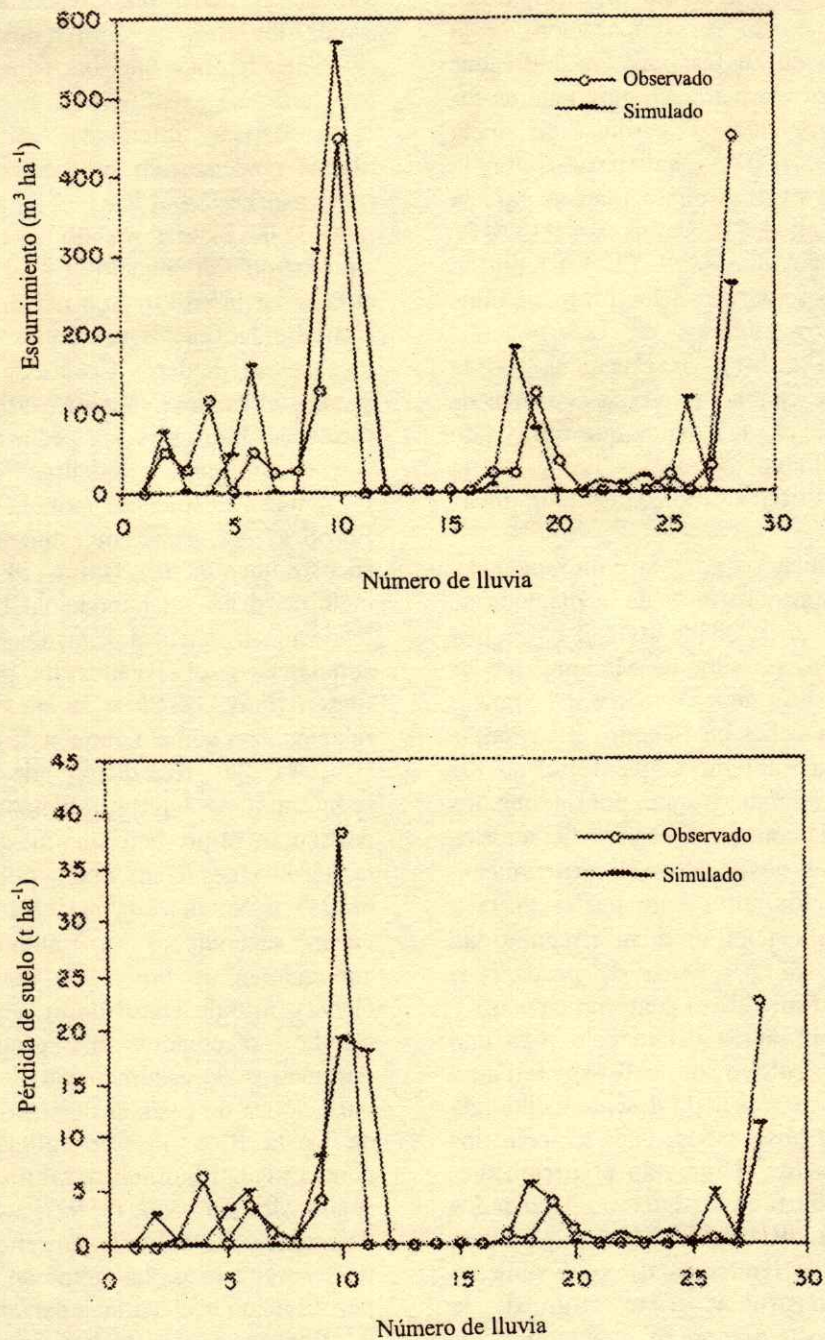 600
500
400
300
200
100
0
Escurrimiento (m³ ha⁻¹)
Observado
Simulado
0 5 10 15 20 25 30
Número de lluvia
45
40
35
30
25
20
15
10
5
0
Pérdida de suelo (t ha⁻¹)
Observado
Simulado
0 5 10 15 20 25 30
Número de lluvia